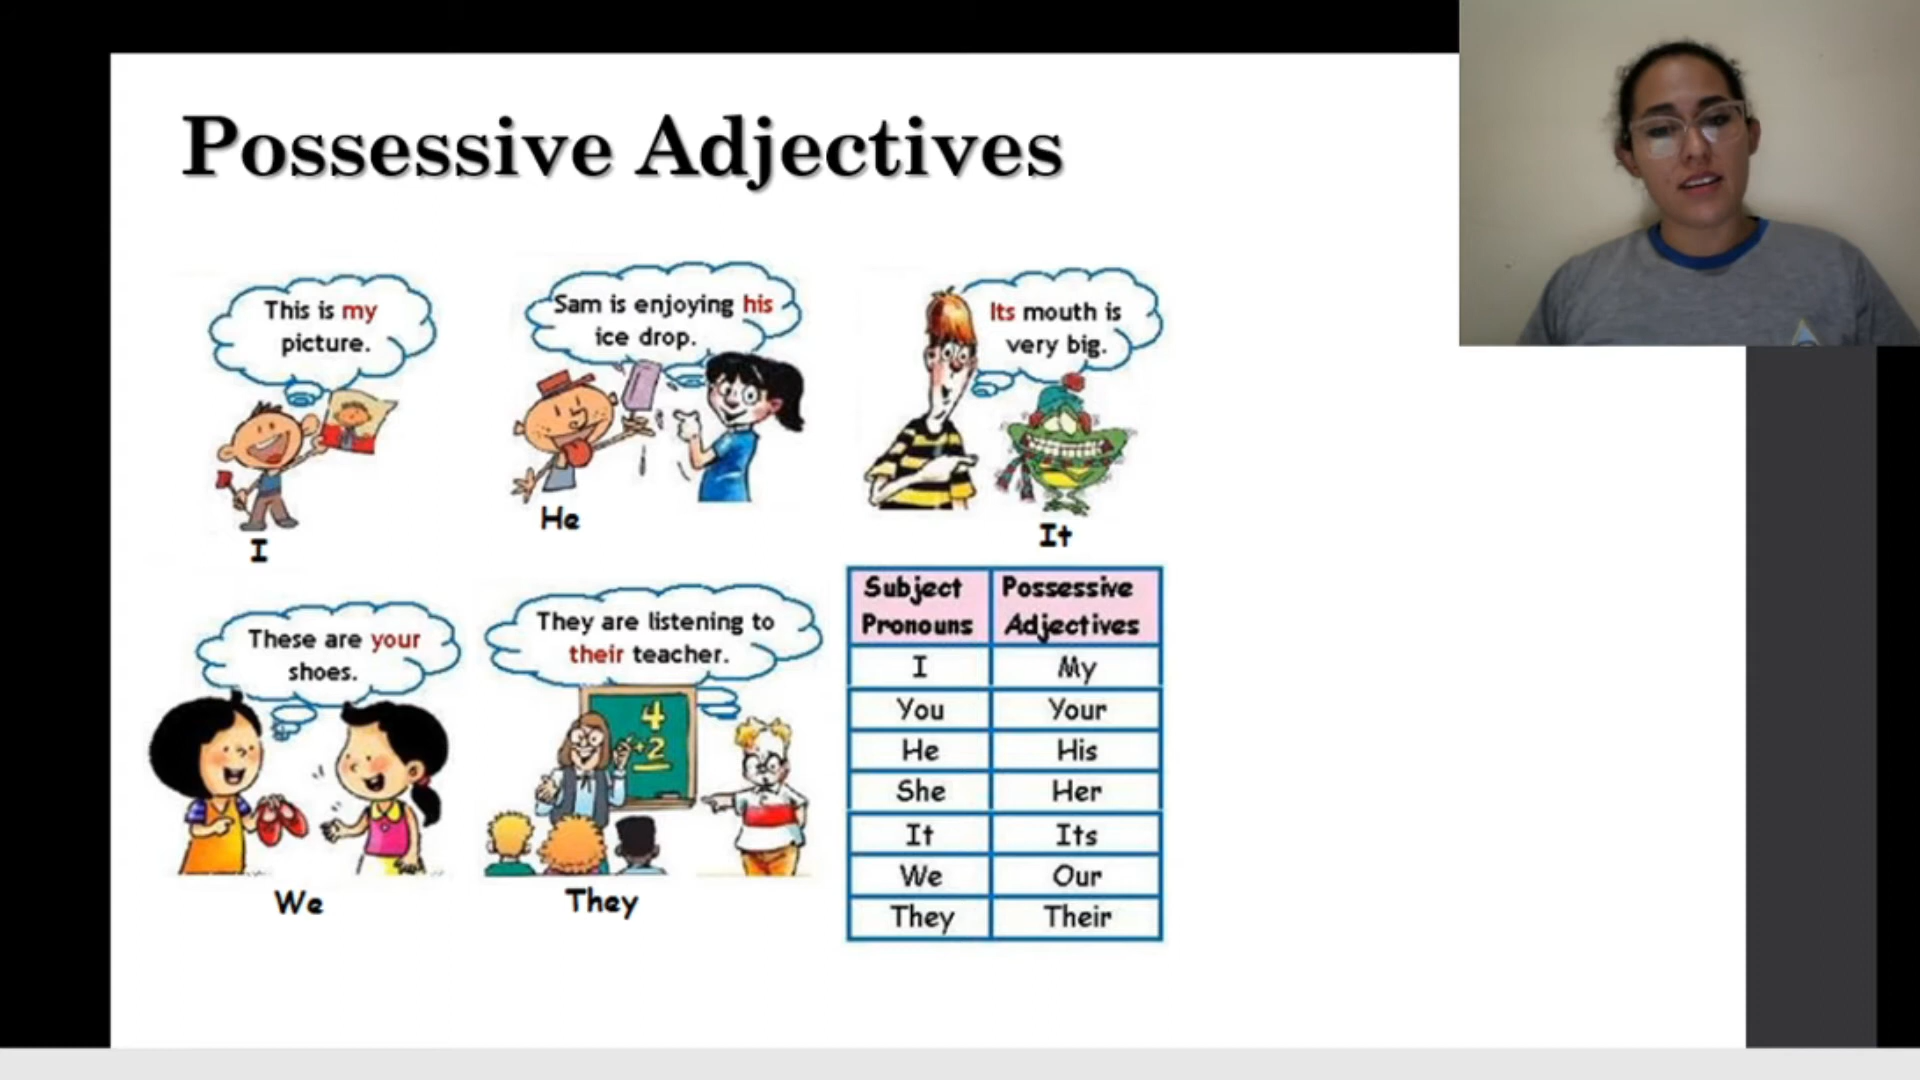 Possessive Adjectives
This is my
picture.
I
Sam is enjoying his
ice drop.
He
Its mouth is
very big.
It
These are your
shoes.
We
They are listening to
their teacher.
4
+2
They
Subject Pronouns Possessive Adjectives
I My
You Your
He His
She Her
It Its
We Our
They Their